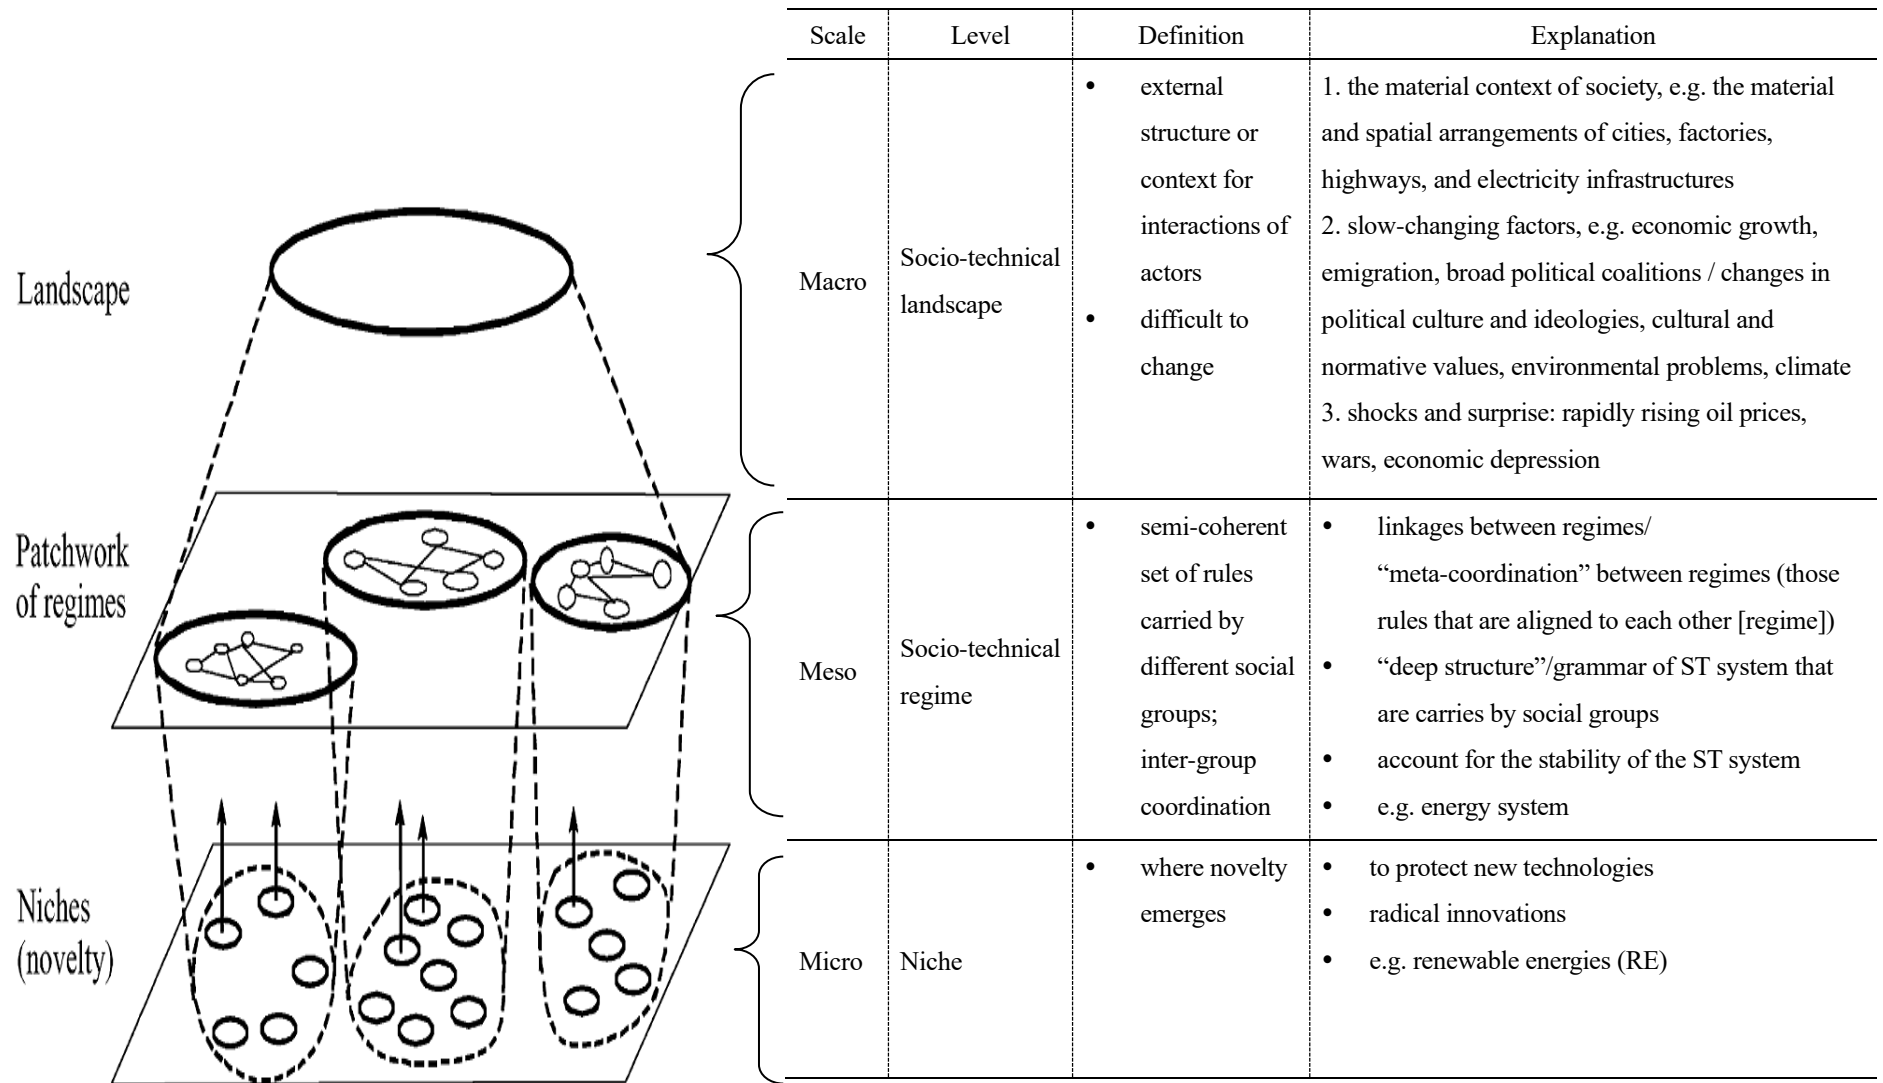 Landscape
Patchwork
of regimes
Niches
(novelty)
Scale Level Definition Explanation
Macro
Socio-technical
landscape
• external
structure or
context for
interactions of
actors
• difficult to
change
1. the material context of society, e.g. the material
and spatial arrangements of cities, factories,
highways, and electricity infrastructures
2. slow-changing factors, e.g. economic growth,
emigration, broad political coalitions / changes in
political culture and ideologies, cultural and
normative values, environmental problems, climate
3. shocks and surprise: rapidly rising oil prices,
wars, economic depression
Meso
Socio-technical
regime
• semi-coherent
set of rules
carried by
different social
groups;
inter-group
coordination
• linkages between regimes/
“meta-coordination” between regimes (those
rules that are aligned to each other [regime])
• “deep structure”/grammar of ST system that
are carries by social groups
• account for the stability of the ST system
• e.g. energy system
Micro
Niche
• where novelty
emerges
• to protect new technologies
• radical innovations
• e.g. renewable energies (RE)